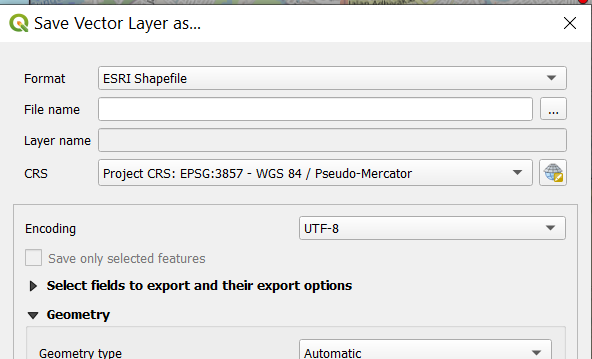 Save Vector Layer as...
Format ESRI Shapefile
File name ...
Layer name
CRS Project CRS: EPSG:3857 - WGS 84 / Pseudo-Mercator
Encoding UTF-8
Save only selected features
Select fields to export and their export options
Geometry
Geometry type Automatic